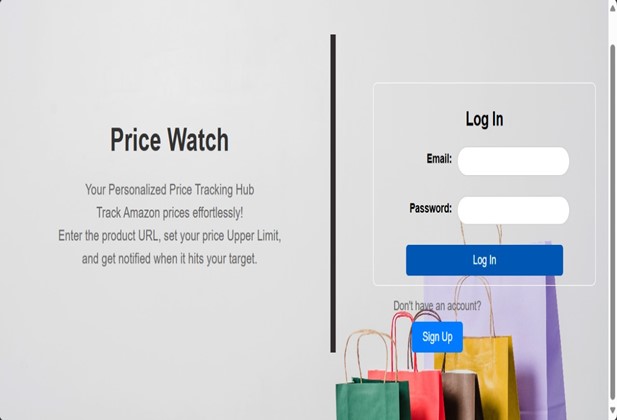 Price Watch
Your Personalized Price Tracking Hub
Track Amazon prices effortlessly!
Enter the product URL, set your price Upper Limit,
and get notified when it hits your target.
Log In
Email:
Password:
Log In
Don't have an account?
Sign Up